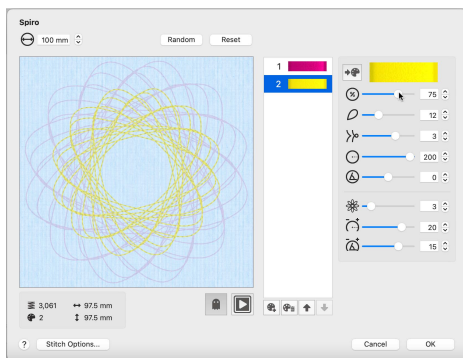 Spiro
100 mm
Random
Reset
1
2
75
12
3
200
0
3
20
15
3,061
97.5 mm
2
97.5 mm
? Stitch Options...
Cancel
OK